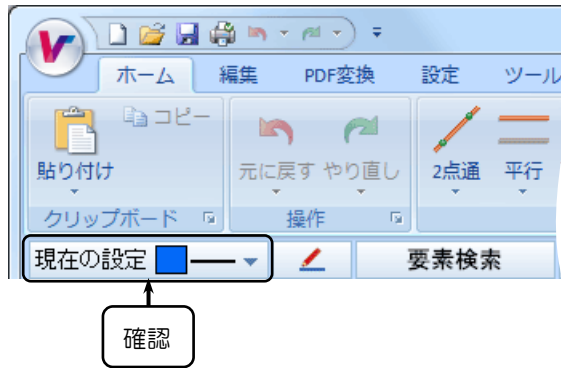 ホーム 編集 PDF変換 設定 ツール
コピー
貼り付け 元に戻す やり直し 2点通 平行
クリップボード 操作
現在の設定 要素検索
確認